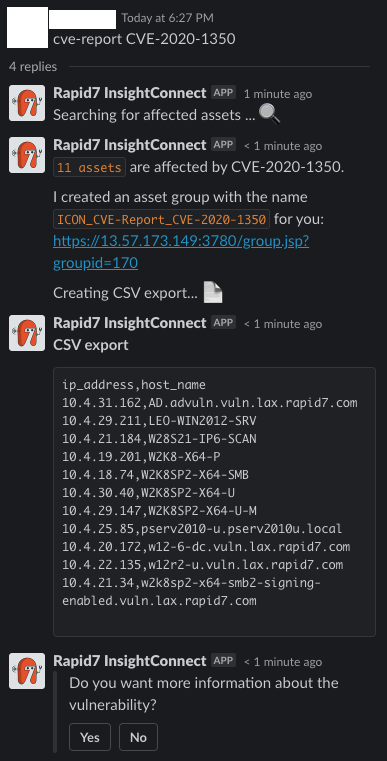 Today at 6:27 PM
cve-report CVE-2020-1350
4 replies
Rapid7 InsightConnect APP 1 minute ago
Searching for affected assets ...
Rapid7 InsightConnect APP < 1 minute ago
11 assets are affected by CVE-2020-1350.
I created an asset group with the name
ICON_CVE-Report_CVE-2020-1350 for you:
https://13.57.173.149:3780/group.jsp?
groupid=170
Creating CSV export...
Rapid7 InsightConnect APP < 1 minute ago
CSV export
ip_address,host_name
10.4.31.162,AD.advuln.vuln.lax.rapid7.com
10.4.29.211,LEO-WIN2012-SRV
10.4.21.184,W28S21-IP6-SCAN
10.4.19.201,W2K8-X64-P
10.4.18.74,W2K8SP2-X64-SMB
10.4.30.40,W2K8SP2-X64-U
10.4.29.147,W2K8SP2-X64-U-M
10.4.25.85,pserv2010-u.pserv2010u.local
10.4.20.172,w12-6-dc.vuln.lax.rapid7.com
10.4.22.135,w12r2-u.vuln.lax.rapid7.com
10.4.21.34,w2k8sp2-x64-smb2-signing-
enabled.vuln.lax.rapid7.com
Rapid7 InsightConnect APP < 1 minute ago
Do you want more information about the
vulnerability?
Yes No